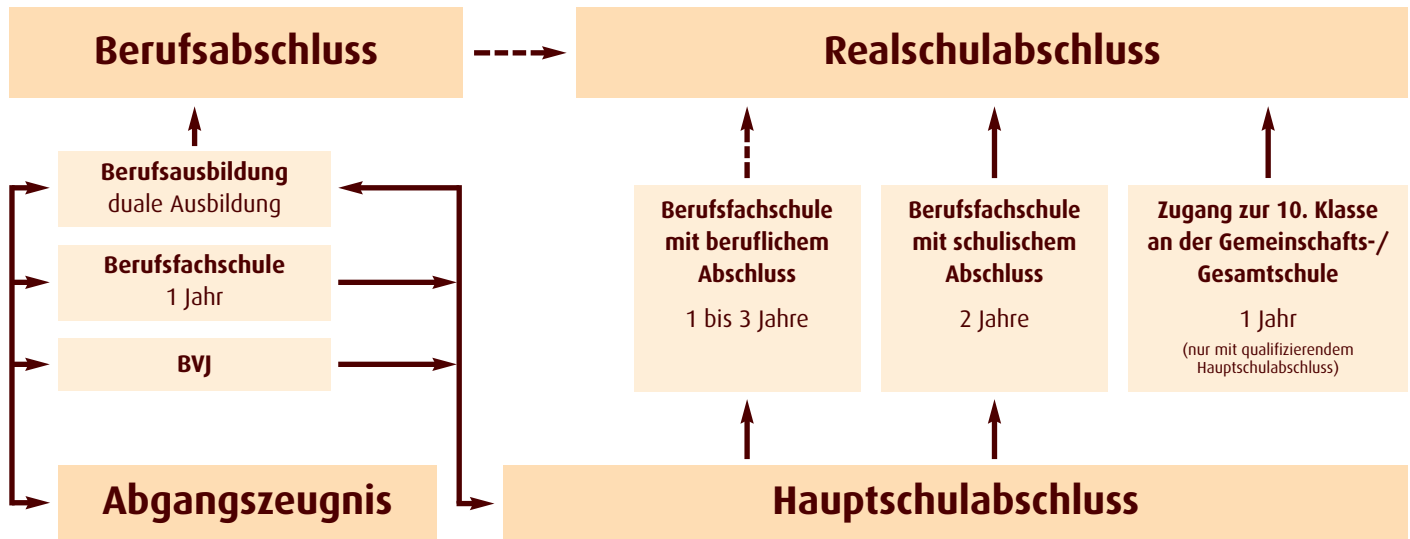 Berufsabschluss
Realschulabschluss
Berufsausbildung
duale Ausbildung
Berufsfachschule
1 Jahr
BVJ
Berufsfachschule
mit beruflichem
Abschluss
1 bis 3 Jahre
Berufsfachschule
mit schulischem
Abschluss
2 Jahre
Zugang zur 10. Klasse
an der Gemeinschafts-/
Gesamtschule
1 Jahr
(nur mit qualifizierendem
Hauptschulabschluss)
Abgangszeugnis
Hauptschulabschluss